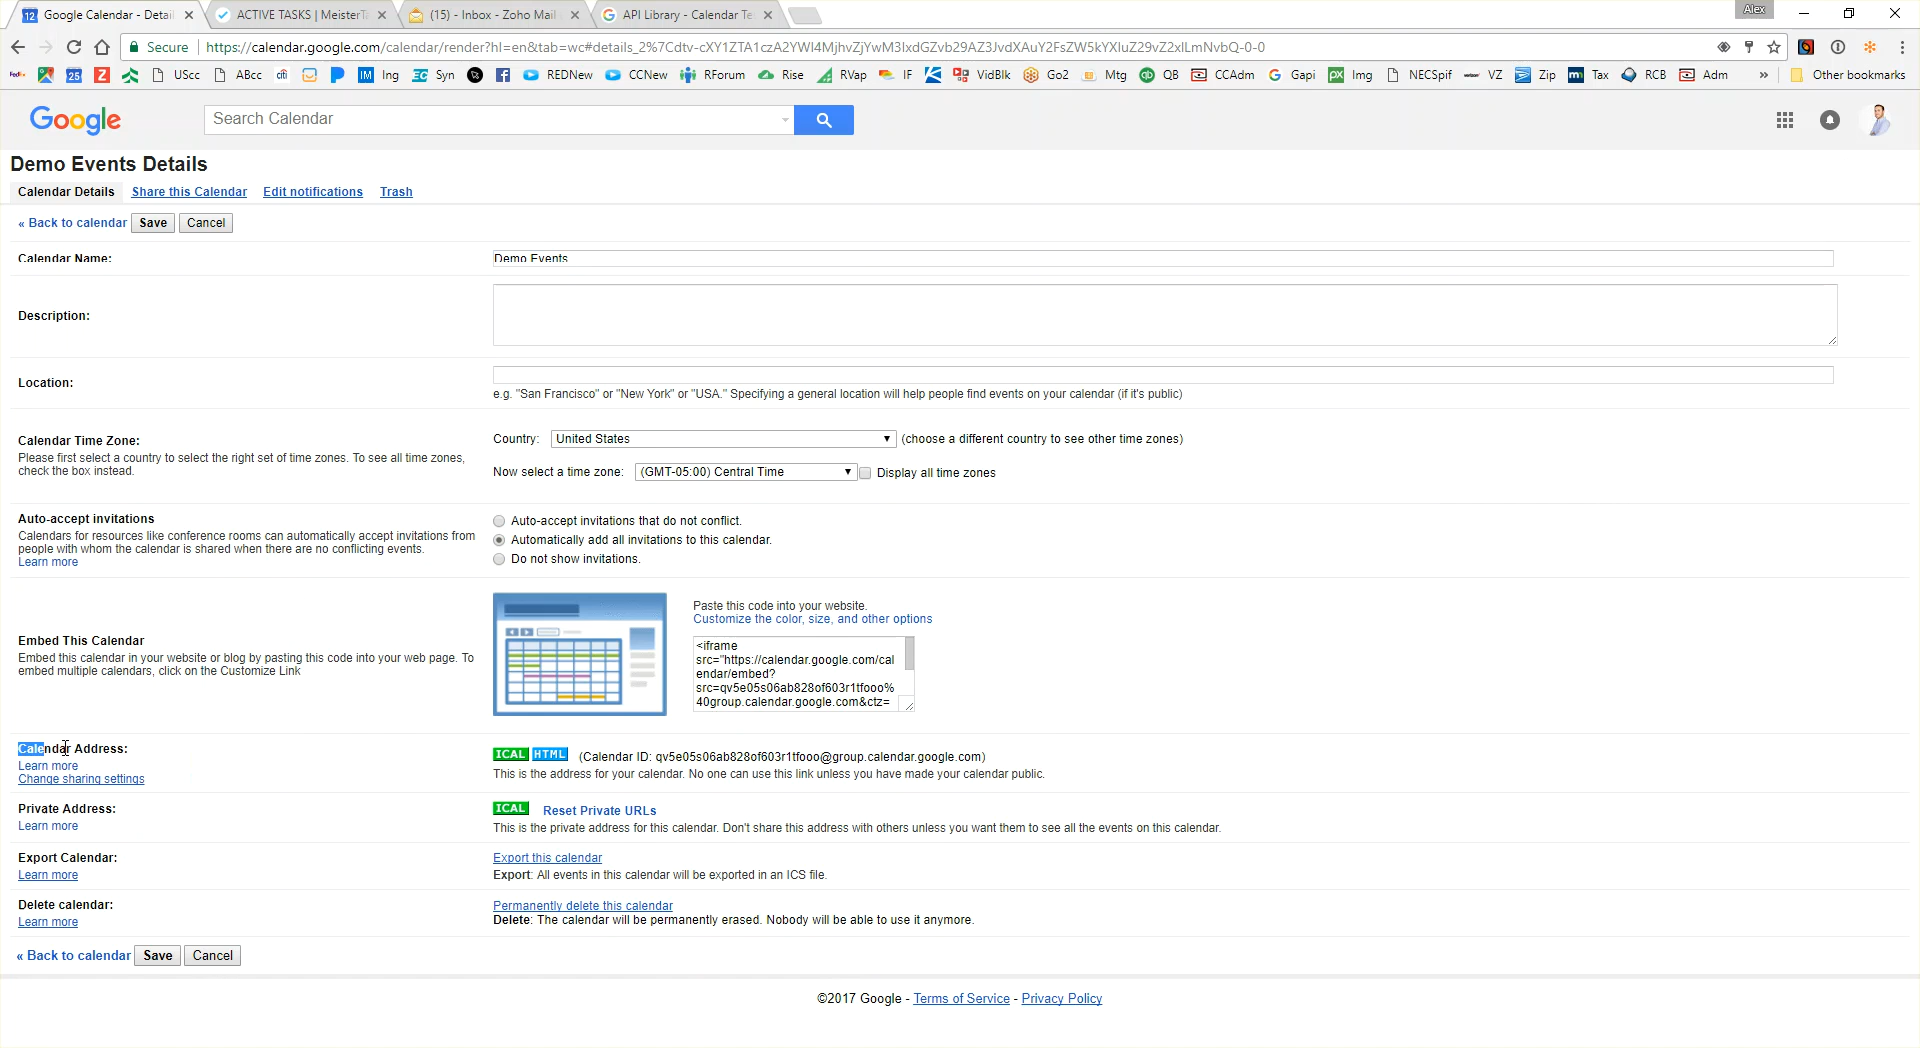 12 Google Calendar - Detai
ACTIVE TASKS | MeisterTa
(15) - Inbox - Zoho Mail
API Library - Calendar Te
Alex
Secure
https://calendar.google.com/calendar/render?hl=en&tab=wc#details_2%7Cdtv-
25
UScc
ABcc
citi
IM Ing
EC Syn
REDNew
CCNew
RForum
Rise
RVap
IF
VidBlk
Go2
Mtg
QB
CCAdm
Gapi
px Img
NECSpif
VZ
Zip
Tax
RCB
Adm
»
Other bookmarks
Google
Search Calendar
Demo Events Details
Calendar Details Share this Calendar Edit notifications Trash
« Back to calendar Save Cancel
Calendar Name:
Demo Events
Description:
Location:
e.g. "San Francisco" or "New York" or "USA." Specifying a general location will help people find events on your calendar (if it's public)
Calendar Time Zone:
Please first select a country to select the right set of time zones. To see all time zones,
check the box instead.
Country: United States (choose a different country to see other time zones)
Now select a time zone: (GMT-05:00) Central Time Display all time zones
Auto-accept invitations
Calendars for resources like conference rooms can automatically accept invitations from
people with whom the calendar is shared when there are no conflicting events.
Learn more
Auto-accept invitations that do not conflict.
Automatically add all invitations to this calendar.
Do not show invitations.
Embed This Calendar
Embed this calendar in your website or blog by pasting this code into your web page. To
embed multiple calendars, click on the Customize Link
Paste this code into your website.
Customize the color, size, and other options
<iframe
src="https://calendar.google.com/cal
endar/embed?
src=qv5e05s06ab828of603r1tfooo%
40group.calendar.google.com&ctz=
Calendar Address:
Learn more
Change sharing settings
ICAL HTML (Calendar ID: qv5e05s06ab828of603r1tfooo@group.calendar.google.com)
This is the address for your calendar. No one can use this link unless you have made your calendar public.
Private Address:
Learn more
ICAL Reset Private URLs
This is the private address for this calendar. Don't share this address with others unless you want them to see all the events on this calendar.
Export Calendar:
Learn more
Export this calendar
Export: All events in this calendar will be exported in an ICS file.
Delete calendar:
Learn more
Permanently delete this calendar
Delete: The calendar will be permanently erased. Nobody will be able to use it anymore.
« Back to calendar Save Cancel
©2017 Google - Terms of Service - Privacy Policy